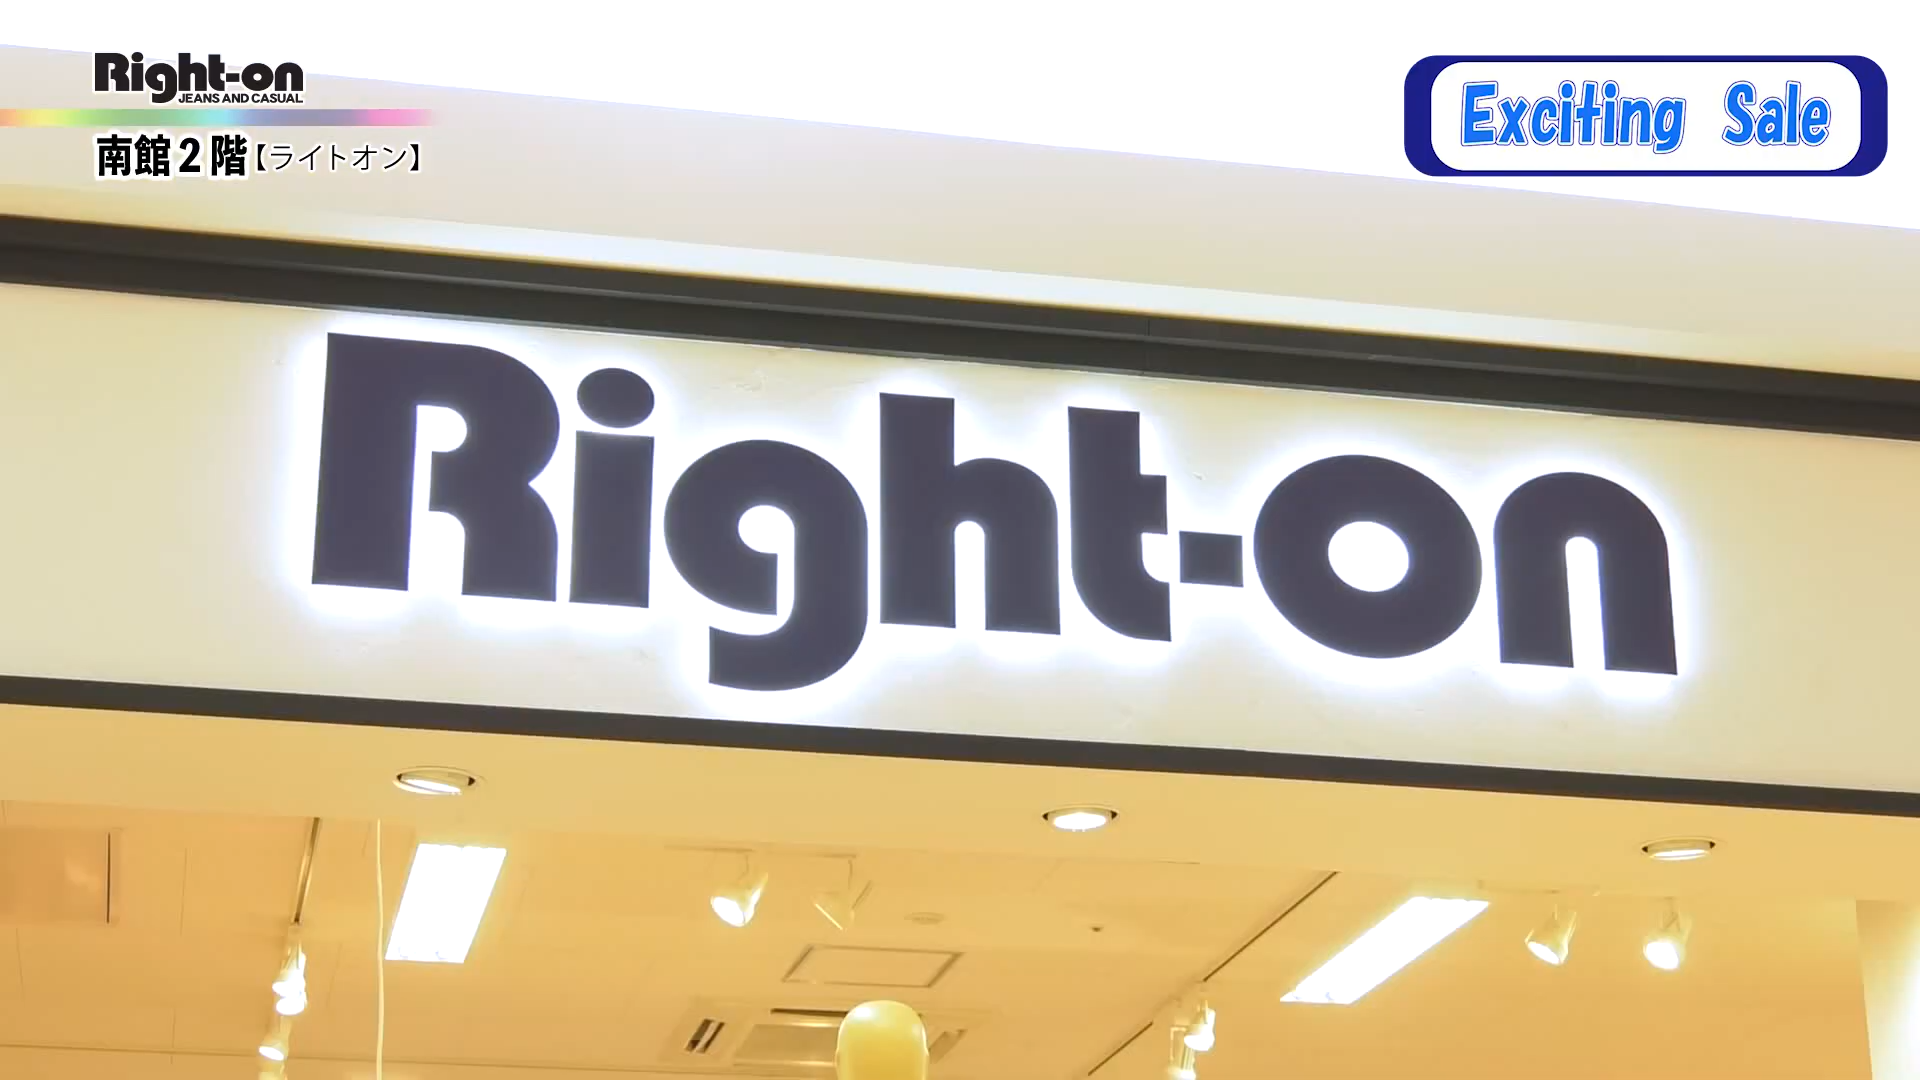 Right-on
JEANS AND CASUAL
南館2階【ライトオン】
Exciting Sale
Right-on